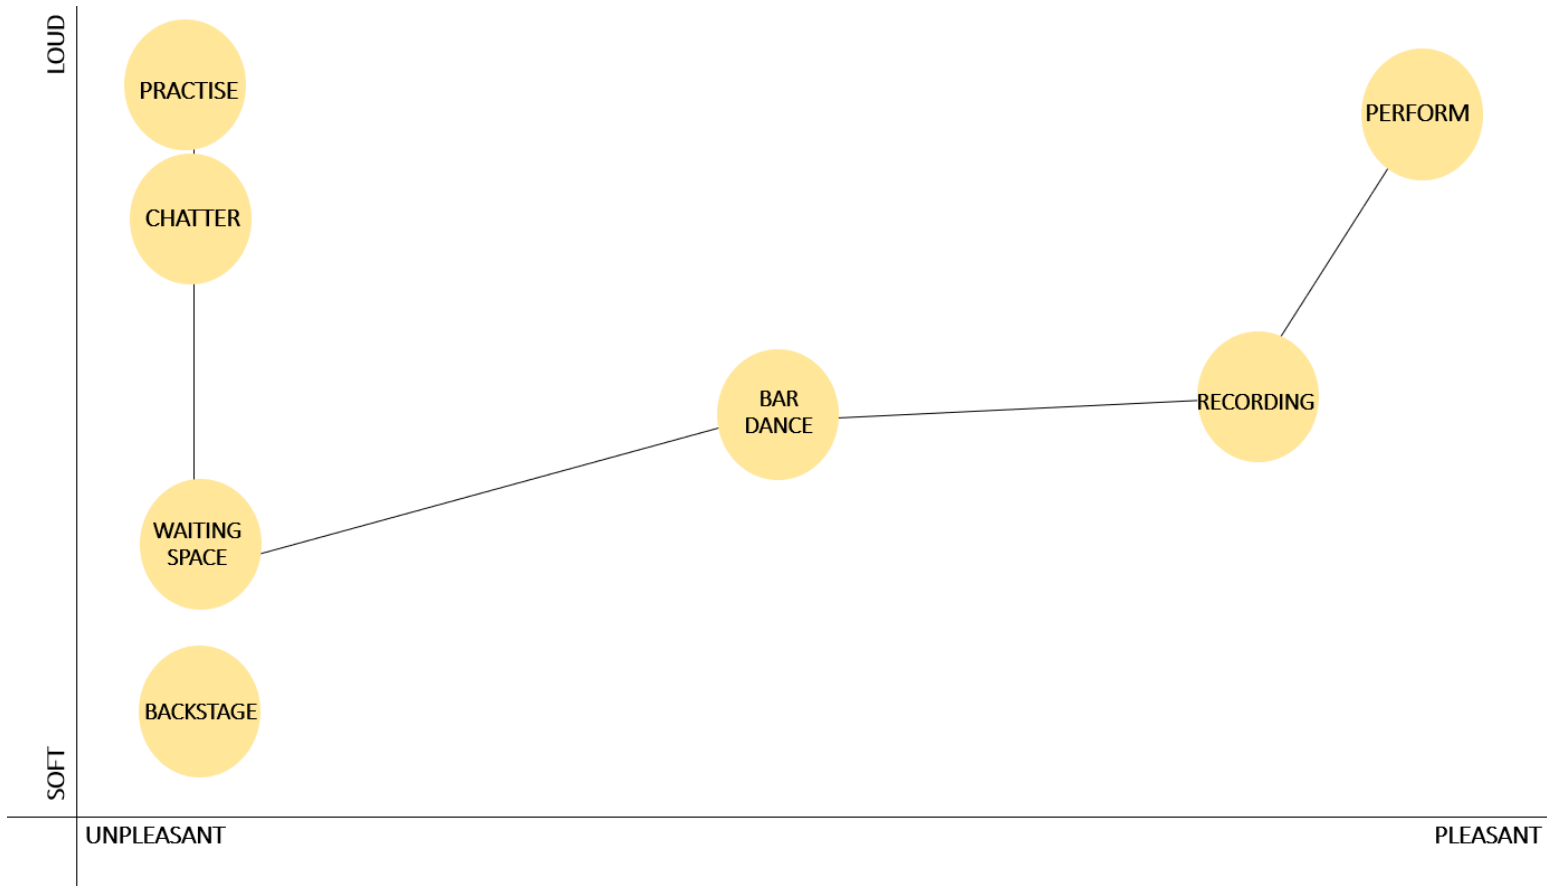 LOUD
PRACTISE
PERFORM
CHATTER
BAR
DANCE
RECORDING
WAITING
SPACE
BACKSTAGE
SOFT
UNPLEASANT
PLEASANT